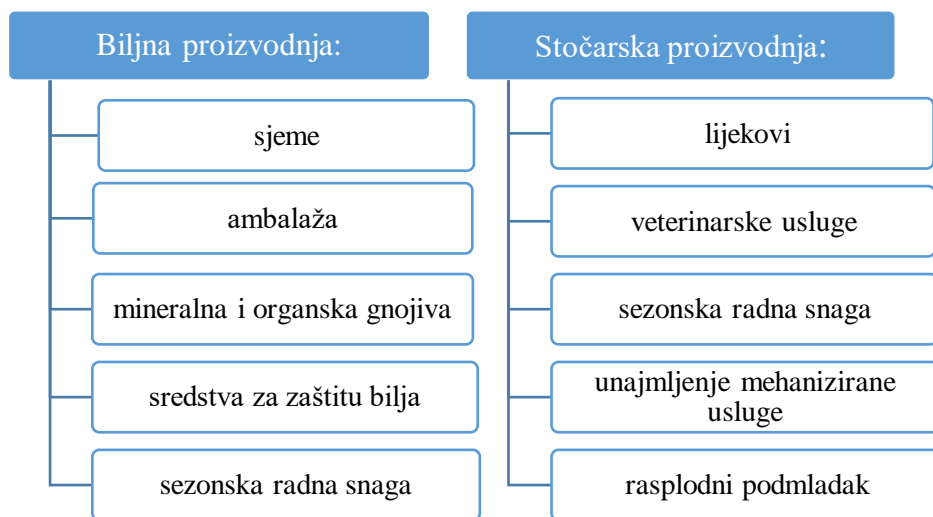 Biljna proizvodnja:
sjeme
ambalaža
mineralna i organska gnojiva
sredstva za zaštitu bilja
sezonska radna snaga
Stočarska proizvodnja:
lijekovi
veterinarske usluge
sezonska radna snaga
unajmljenje mehanizirane
usluge
rasplodni podmladak